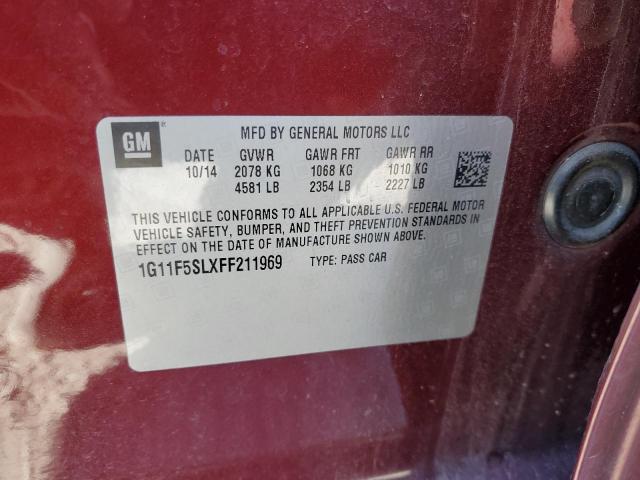 GM ®
MFD BY GENERAL MOTORS LLC
DATE GVWR GAWR FRT GAWR RR
10/14 2078 KG 1068 KG 1010 KG
4581 LB 2354 LB 2227 LB
THIS VEHICLE CONFORMS TO ALL APPLICABLE U.S. FEDERAL MOTOR
VEHICLE SAFETY, BUMPER, AND THEFT PREVENTION STANDARDS IN
EFFECT ON THE DATE OF MANUFACTURE SHOWN ABOVE.
1G11F5SLXFF211969 TYPE: PASS CAR